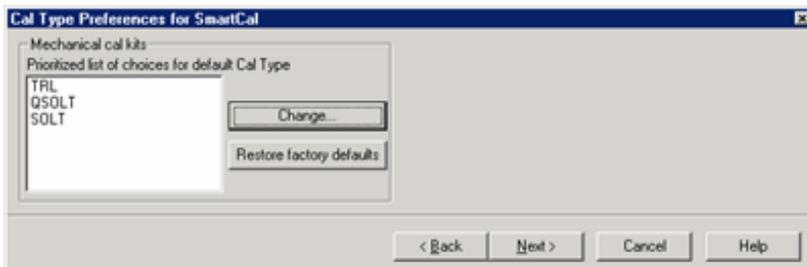 Cal Type Preferences for SmartCal
Mechanical cal kits
Prioritized list of choices for default Cal Type
TRL
QSOLT
SOLT
Change...
Restore factory defaults
< Back
Next >
Cancel
Help